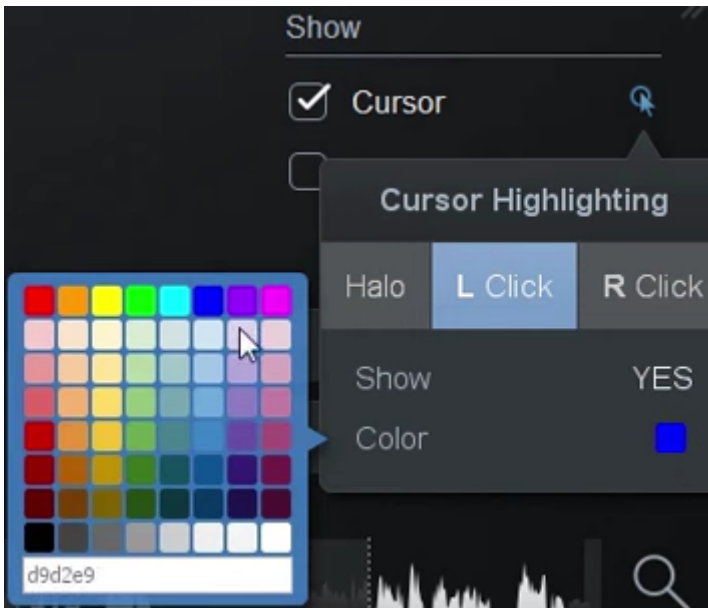 Show
Cursor
Cursor Highlighting
Halo
L Click
R Click
Show
YES
Color
d9d2e9